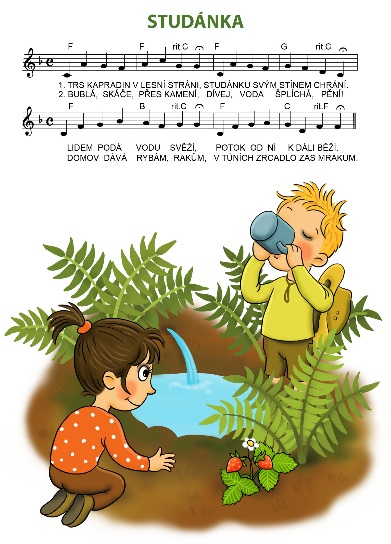 STUDÁNKA
F F rit.C F G rit.C
1. TRS KAPRADIN V LESNÍ STRÁNI, STUDÁNKU SVÝM STÍNEM CHRÁNÍ.
2. BUBLÁ, SKÁČE, PŘES KAMENÍ, DÍVEJ, VODA ŠPLÍCHÁ, PĚNÍ!
F B rit.C F C rit.F
LIDEM PODÁ VODU SVĚŽÍ, POTOK OD NÍ K DÁLI BĚŽÍ.
DOMOV DÁVÁ RYBÁM, RAKŮM, V TŮNÍCH ZRCADLO ZAS MRAKUM.